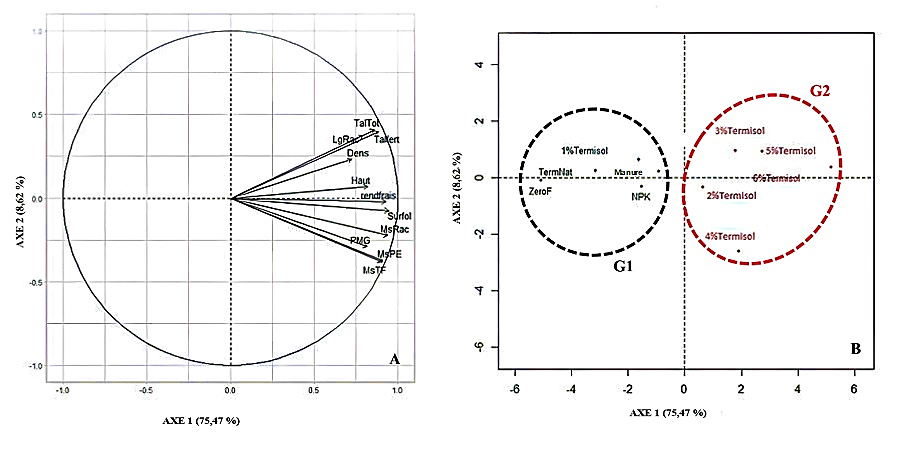 1.0
0.5
0.0
-0.5
-1.0
-1.0
-0.5
0.0
0.5
1.0
AXE 2 (8,62 %)
AXE 1 (75,47 %)
TalTot
LgRac
Talfert
Dens
Haut
rendfrais
Surfol
MsRac
PMG
MsPE
MsTF
A
4
2
0
-2
-4
-6
-6
-4
-2
0
2
4
6
AXE 2 (8,62 %)
AXE 1 (75,47 %)
G2
3%Termisol
1%Termisol
5%Termisol
TermNat
Manure
6%Termisol
ZeroF
NPK
2%Termisol
4%Termisol
G1
B